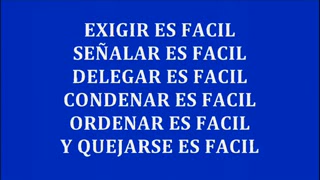 EXIGIR ES FACIL
SEÑALAR ES FACIL
DELEGAR ES FACIL
CONDENAR ES FACIL
ORDENAR ES FACIL
Y QUEJARSE ES FACIL